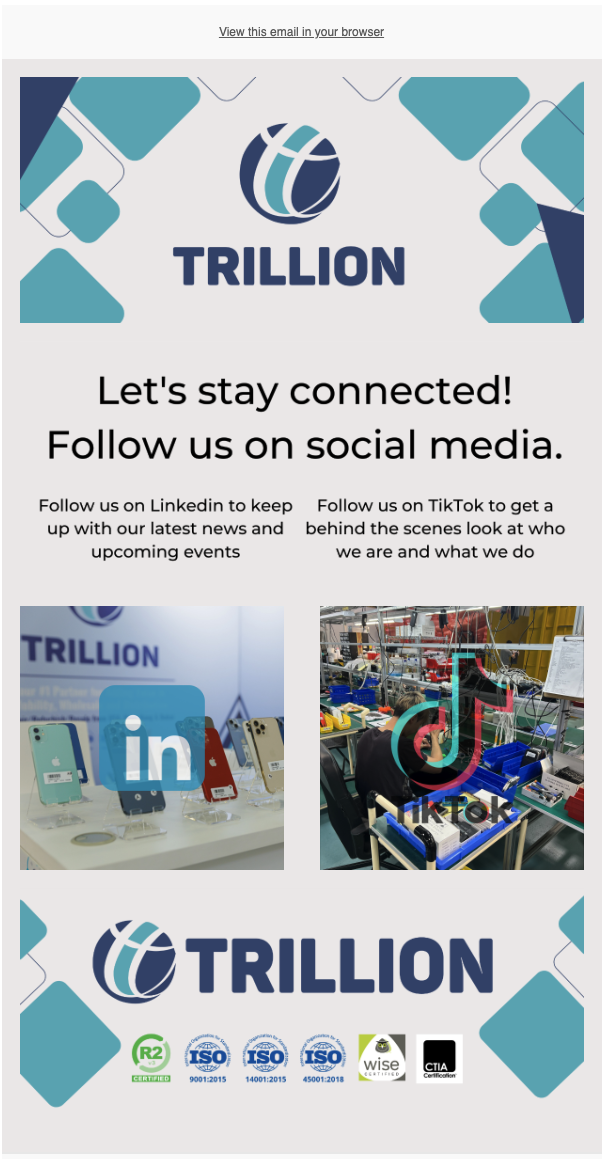 View this email in your browser
TRILLION
Let's stay connected!
Follow us on social media.
Follow us on Linkedin to keep
up with our latest news and
upcoming events
Follow us on TikTok to get a
behind the scenes look at who
we are and what we do
TRILLION
in
TikTok
TRILLION
R2
CERTIFIED
ISO
9001:2015
ISO
14001:2015
ISO
45001:2018
wise
CERTIFIED
CTIA
Certification